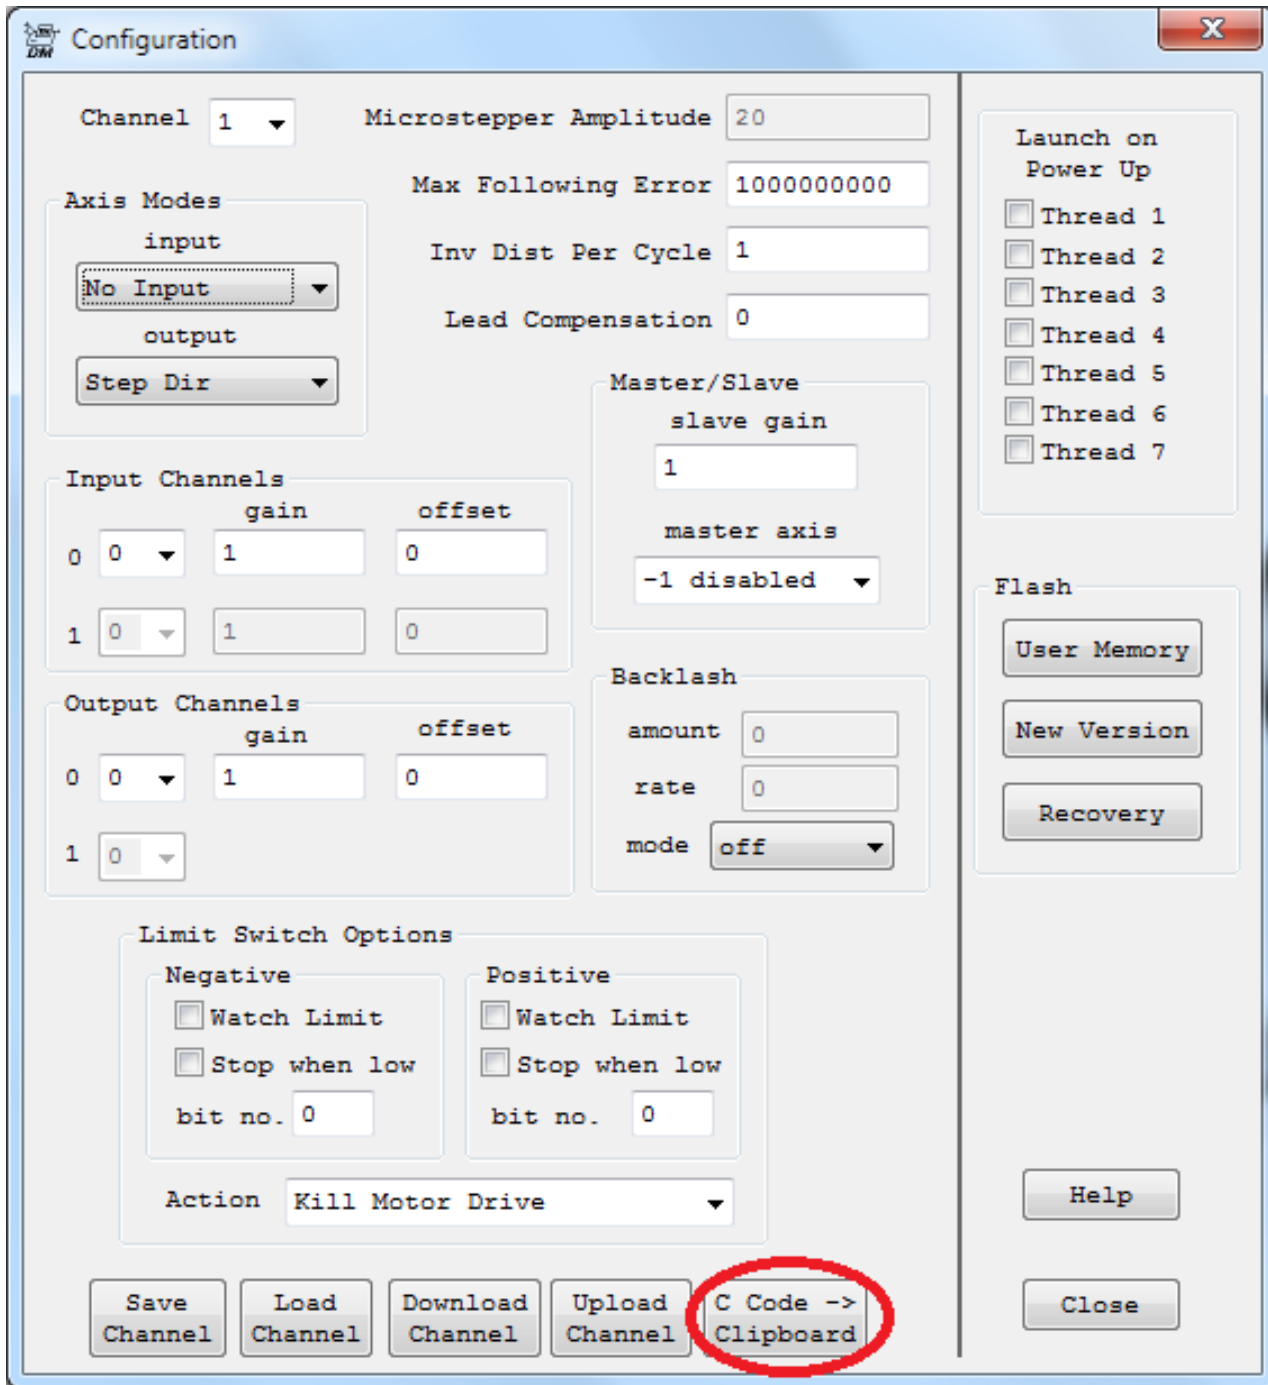 DM
Configuration
X
Channel 1
Microstepper Amplitude 20
Max Following Error 1000000000
Inv Dist Per Cycle 1
Lead Compensation 0
Axis Modes
input
No Input
output
Step Dir
Master/Slave
slave gain
1
master axis
-1 disabled
Input Channels
gain offset
0 0 1 0
1 0 1 0
Output Channels
gain offset
0 0 1 0
1 0
Backlash
amount 0
rate 0
mode off
Limit Switch Options
Negative
Watch Limit
Stop when low
bit no. 0
Positive
Watch Limit
Stop when low
bit no. 0
Action Kill Motor Drive
Save
Channel
Load
Channel
Download
Channel
Upload
Channel
C Code ->
Clipboard
Launch on
Power Up
Thread 1
Thread 2
Thread 3
Thread 4
Thread 5
Thread 6
Thread 7
Flash
User Memory
New Version
Recovery
Help
Close